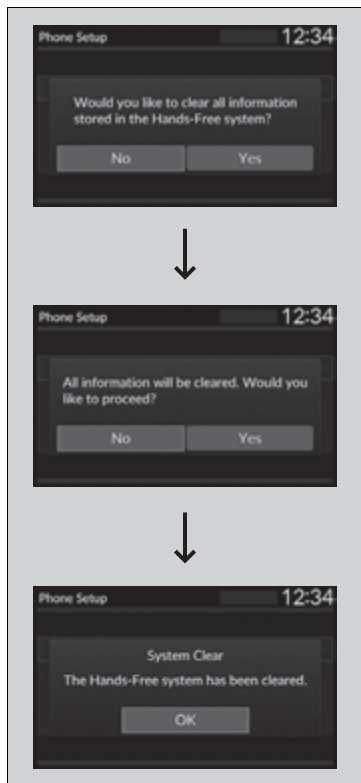 Phone Setup 12:34
Would you like to clear all information
stored in the Hands-Free system?
No Yes
Phone Setup 12:34
All information will be cleared. Would you
like to proceed?
No Yes
Phone Setup 12:34
System Clear
The Hands-Free system has been cleared.
OK